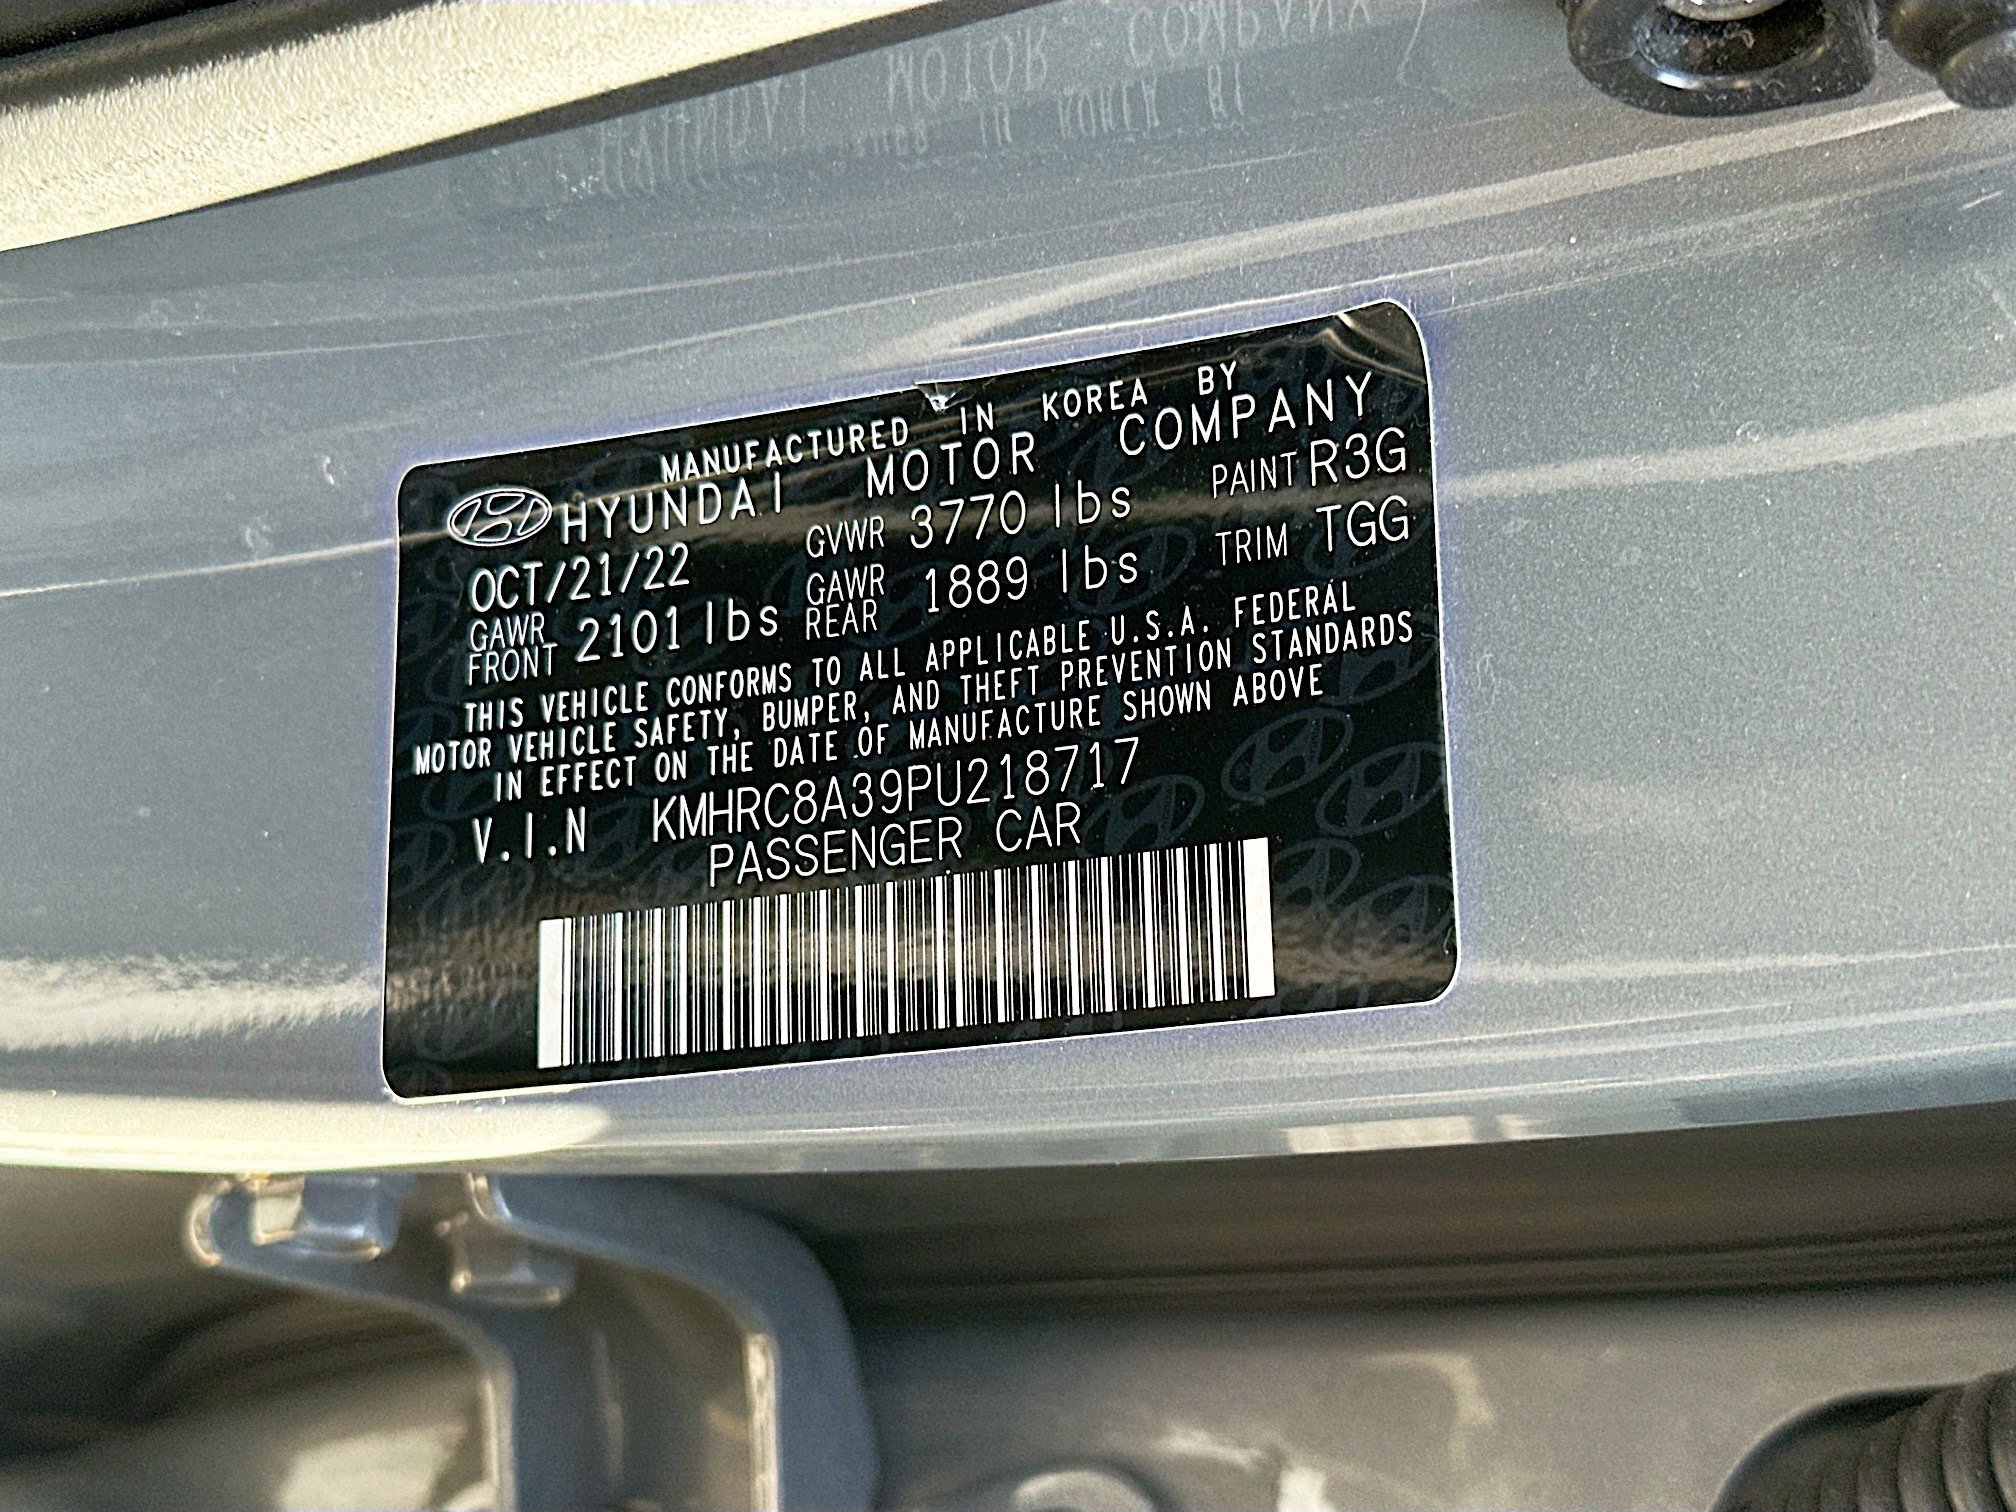 MANUFACTURED IN KOREA BY
HYUNDAI MOTOR COMPANY
OCT/21/22 GVWR 3770 lbs PAINT R3G
GAWR FRONT 2101 lbs GAWR REAR 1889 lbs TRIM TGG
THIS VEHICLE CONFORMS TO ALL APPLICABLE U.S.A. FEDERAL
MOTOR VEHICLE SAFETY, BUMPER, AND THEFT PREVENTION STANDARDS
IN EFFECT ON THE DATE OF MANUFACTURE SHOWN ABOVE
V.I.N KMHRC8A39PU218717
PASSENGER CAR